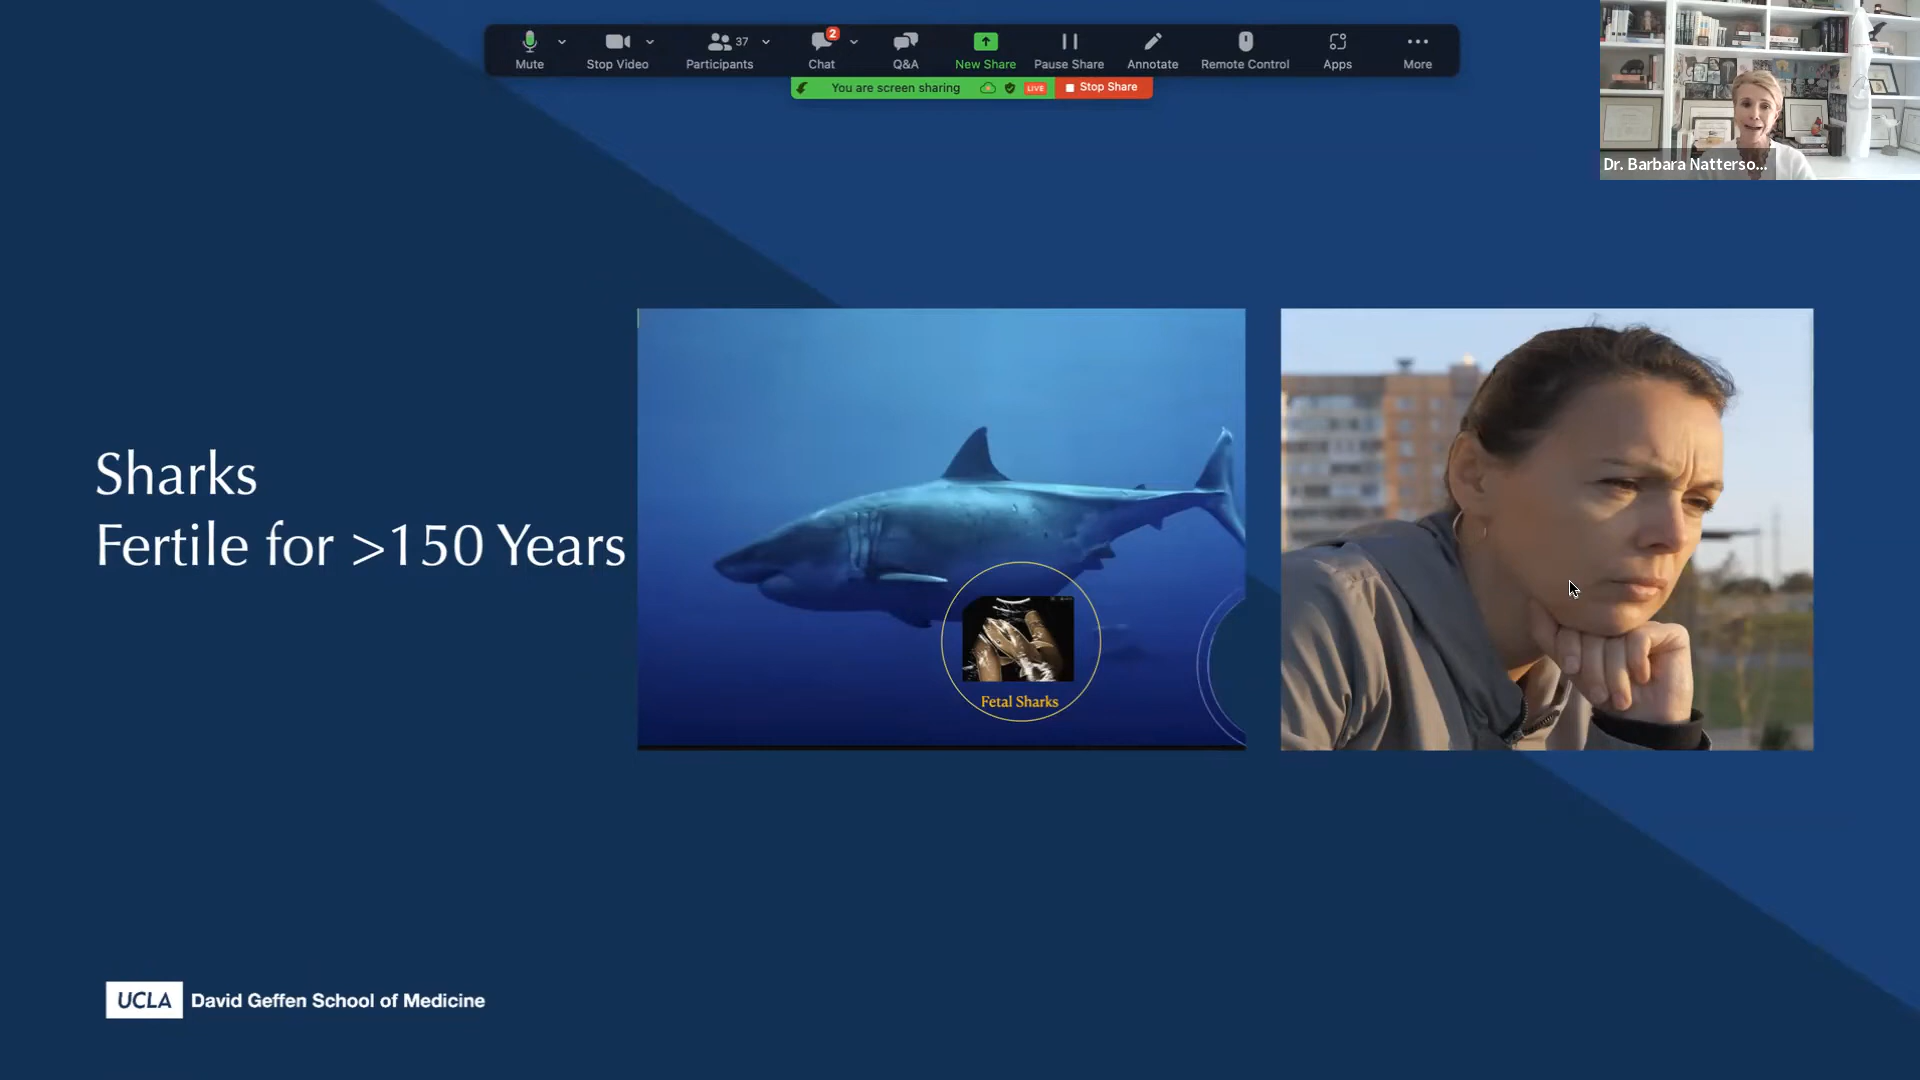 Mute
Stop Video
37
Participants
2
Chat
Q&A
New Share
Pause Share
Annotate
Remote Control
Apps
More
You are screen sharing
LIVE
Stop Share
Dr. Barbara Natterso...
Sharks
Fertile for >150 Years
Fetal Sharks
UCLA David Geffen School of Medicine